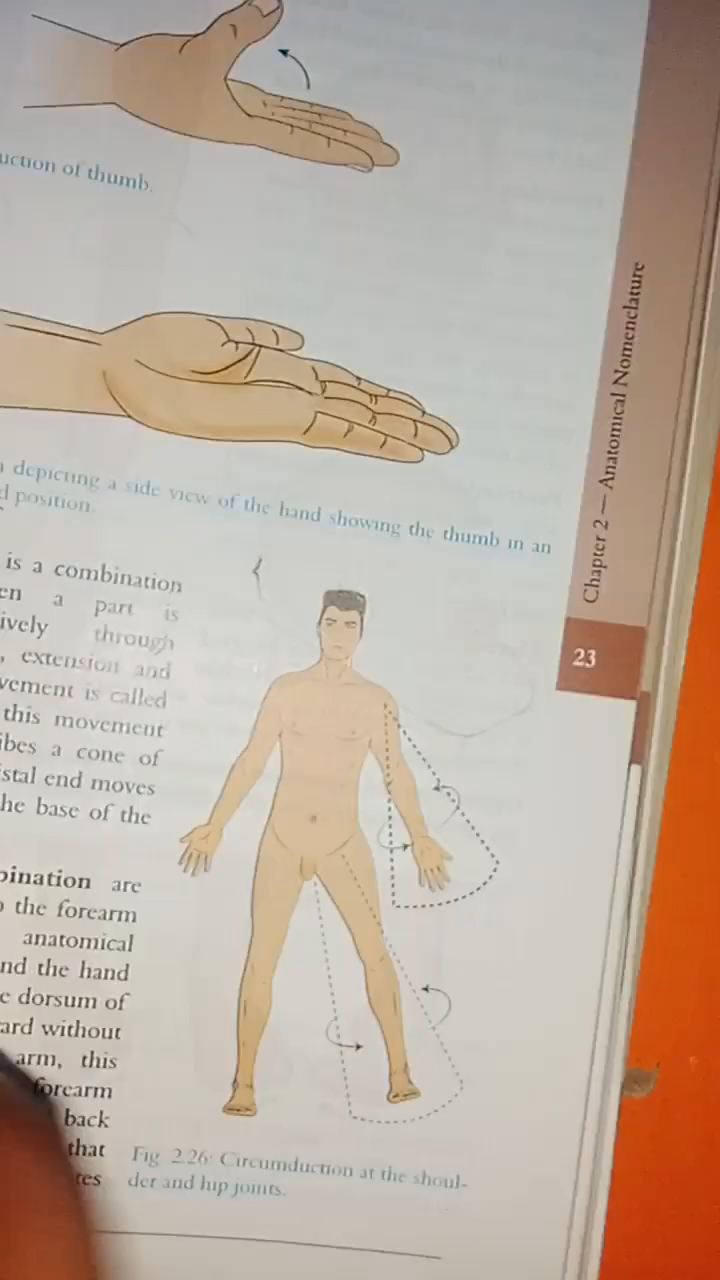 uction of thumb.
depicting a side view of the hand showing the thumb in an
d position.
is a combination
en a part is
ively through
, extension and
vement is called
this movement
ibes a cone of
istal end moves
he base of the
bination are
the forearm
anatomical
nd the hand
e dorsum of
ard without
arm, this
forearm
back
that
tes
Fig 2.26: Circumduction at the shoul-
der and hip joints.
Chapter 2 — Anatomical Nomenclature
23